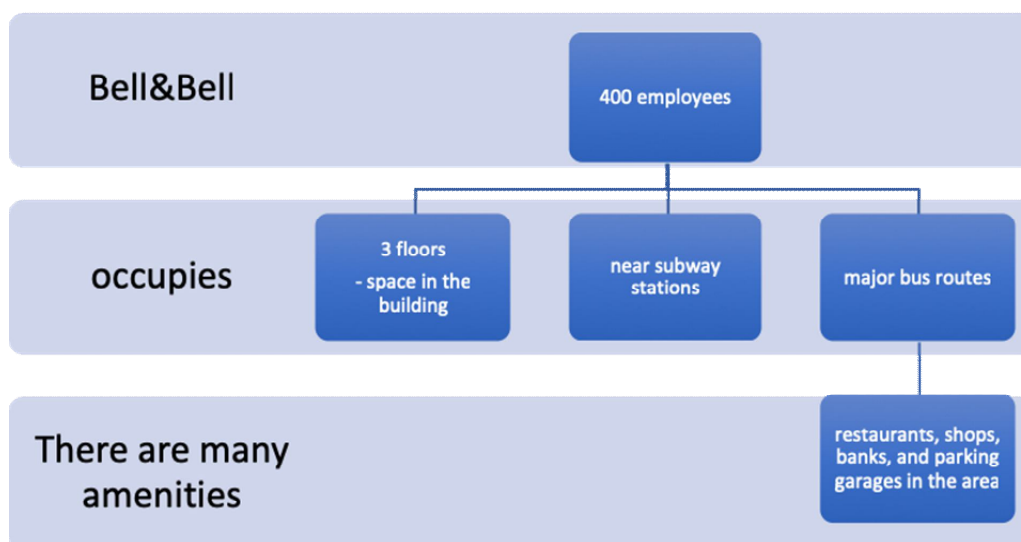 Bell&Bell
400 employees
occupies
3 floors
- space in the
building
near subway
stations
major bus routes
There are many
amenities
restaurants, shops,
banks, and parking
garages in the area